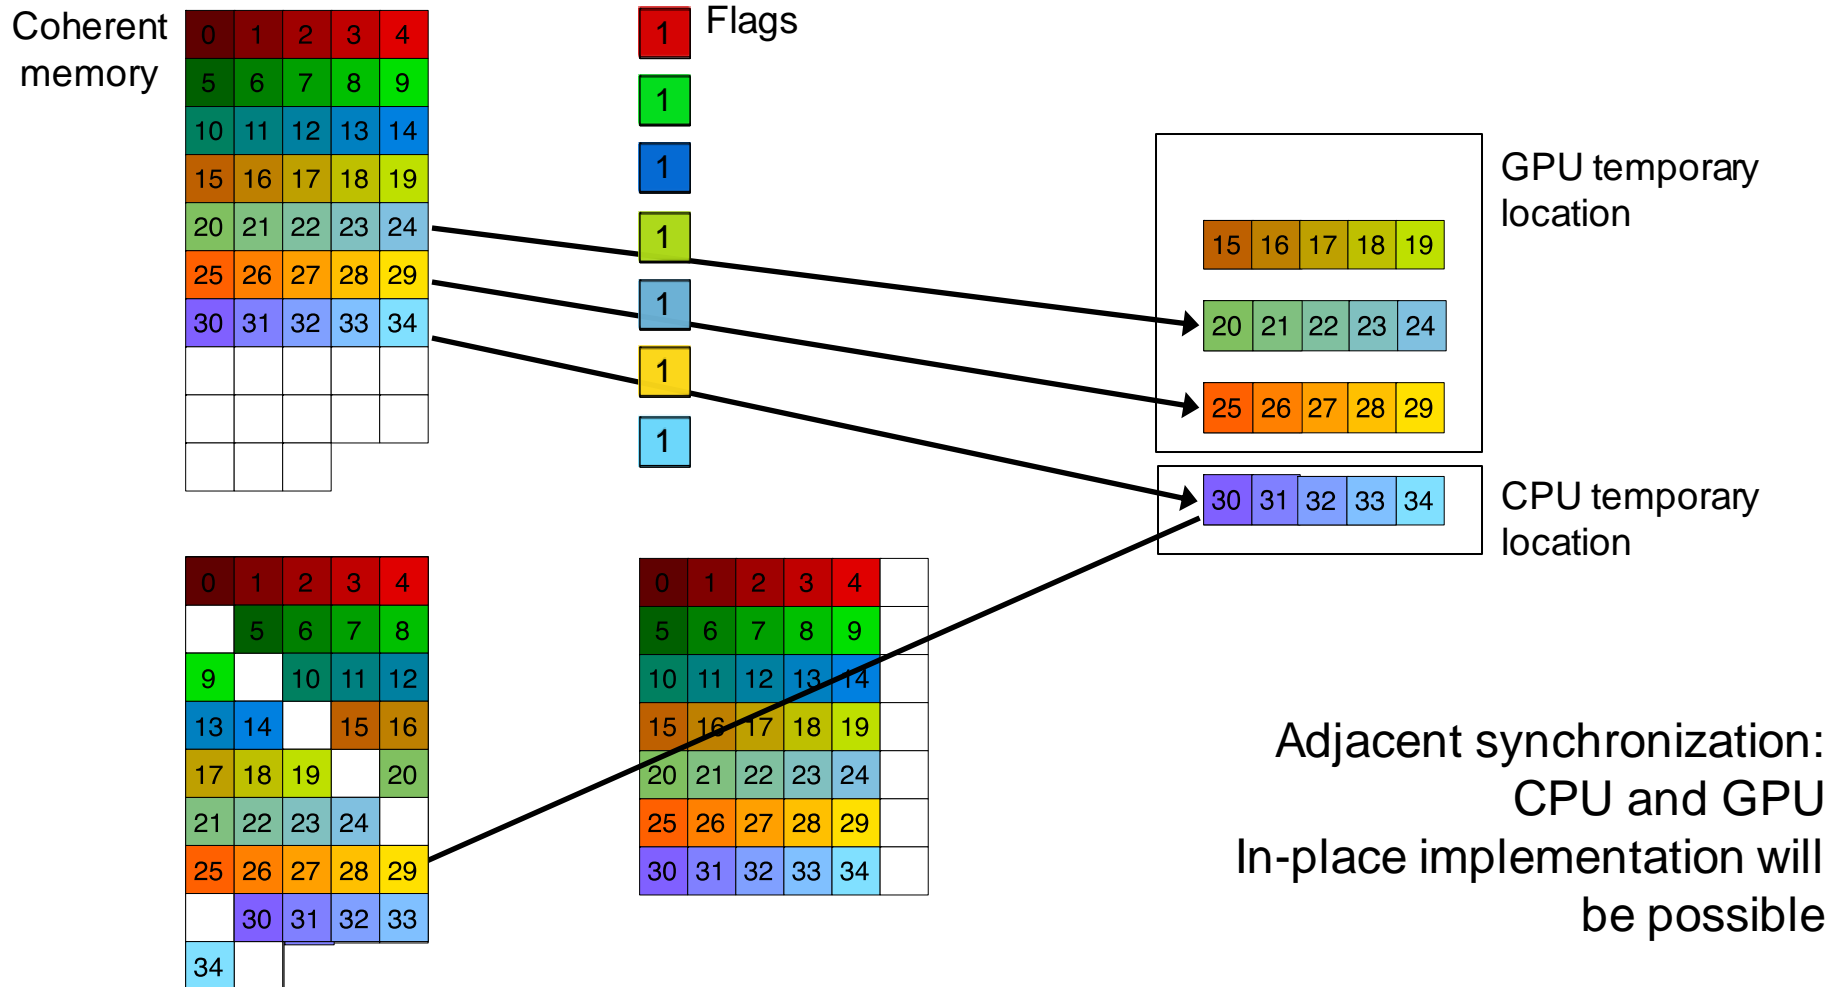 Coherent
memory
0 1 2 3 4
5 6 7 8 9
10 11 12 13 14
15 16 17 18 19
20 21 22 23 24
25 26 27 28 29
30 31 32 33 34
Flags
1
1
1
1
1
1
1
GPU temporary
location
15 16 17 18 19
20 21 22 23 24
25 26 27 28 29
CPU temporary
location
30 31 32 33 34
0 1 2 3 4
5 6 7 8
9 10 11 12
13 14 15 16
17 18 19 20
21 22 23 24
25 26 27 28 29
30 31 32 33
34
0 1 2 3 4
5 6 7 8 9
10 11 12 13 14
15 16 17 18 19
20 21 22 23 24
25 26 27 28 29
30 31 32 33 34
Adjacent synchronization:
CPU and GPU
In-place implementation will
be possible